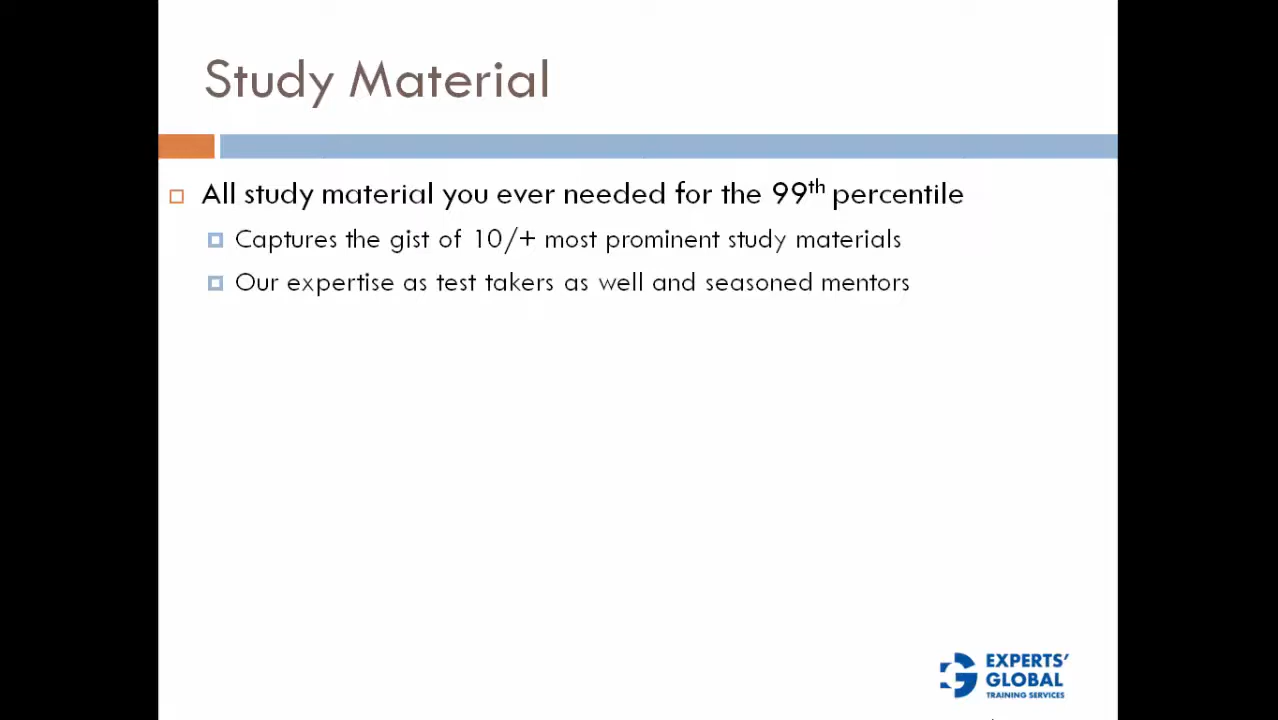 Study Material
All study material you ever needed for the 99th percentile
Captures the gist of 10/+ most prominent study materials
Our expertise as test takers as well and seasoned mentors
EXPERTS'
GLOBAL
TRAINING SERVICES